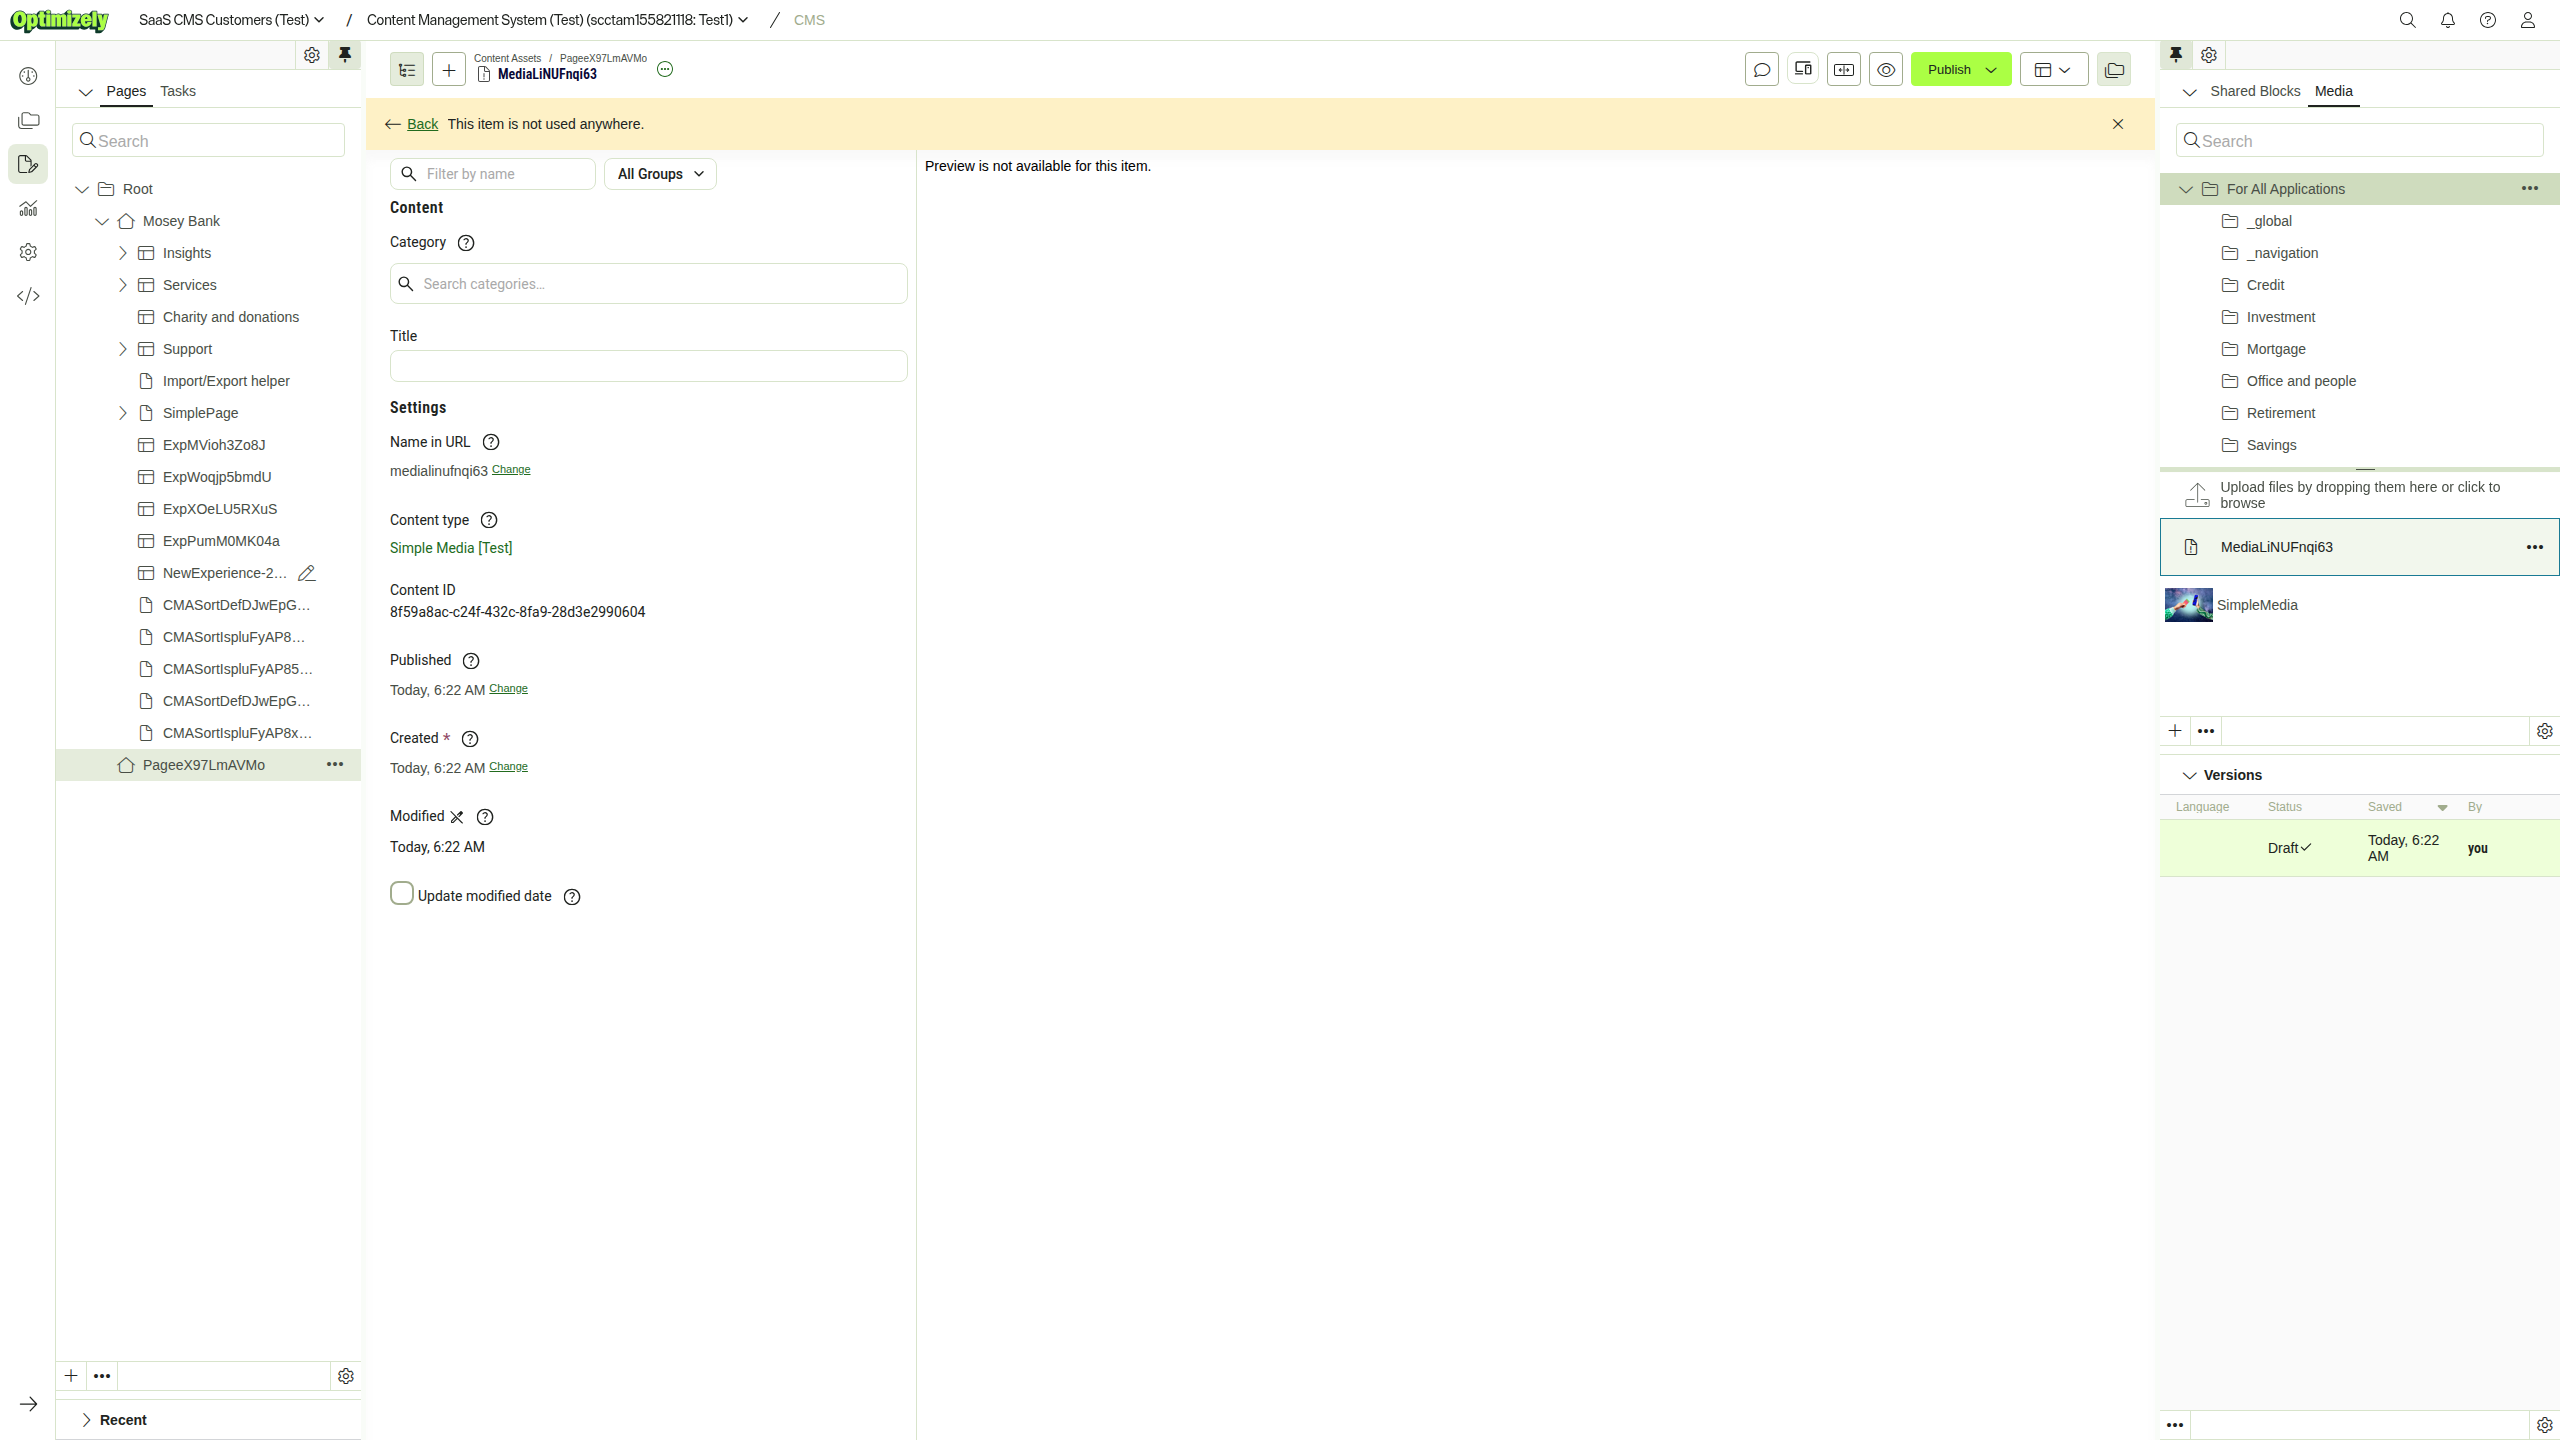 Optimizely
SaaS CMS Customers (Test)
/
Content Management System (Test) (scctam155821118: Test1)
/
CMS
Pages
Tasks
Search
Root
Mosey Bank
Insights
Services
Charity and donations
Support
Import/Export helper
SimplePage
ExpMVioh3Zo8J
ExpWoqjp5bmdU
ExpXOeLU5RXuS
ExpPumM0MK04a
NewExperience-2...
CMASortDefDJwEpG...
CMASortIspluFyAP8...
CMASortIspluFyAP85...
CMASortDefDJwEpG...
CMASortIspluFyAP8x...
PageeX97LmAVMo
Recent
Content Assets / PageeX97LmAVMo
MediaLiNUFnqi63
Publish
Back This item is not used anywhere.
Filter by name
All Groups
Content
Category
Search categories...
Title
Settings
Name in URL
medialinufnqi63 Change
Content type
Simple Media [Test]
Content ID
8f59a8ac-c24f-432c-8fa9-28d3e2990604
Published
Today, 6:22 AM Change
Created *
Today, 6:22 AM Change
Modified
Today, 6:22 AM
Update modified date
Preview is not available for this item.
Shared Blocks
Media
Search
For All Applications
_global
_navigation
Credit
Investment
Mortgage
Office and people
Retirement
Savings
Upload files by dropping them here or click to
browse
MediaLiNUFnqi63
SimpleMedia
Versions
Language Status Saved By
Draft Today, 6:22 you
AM